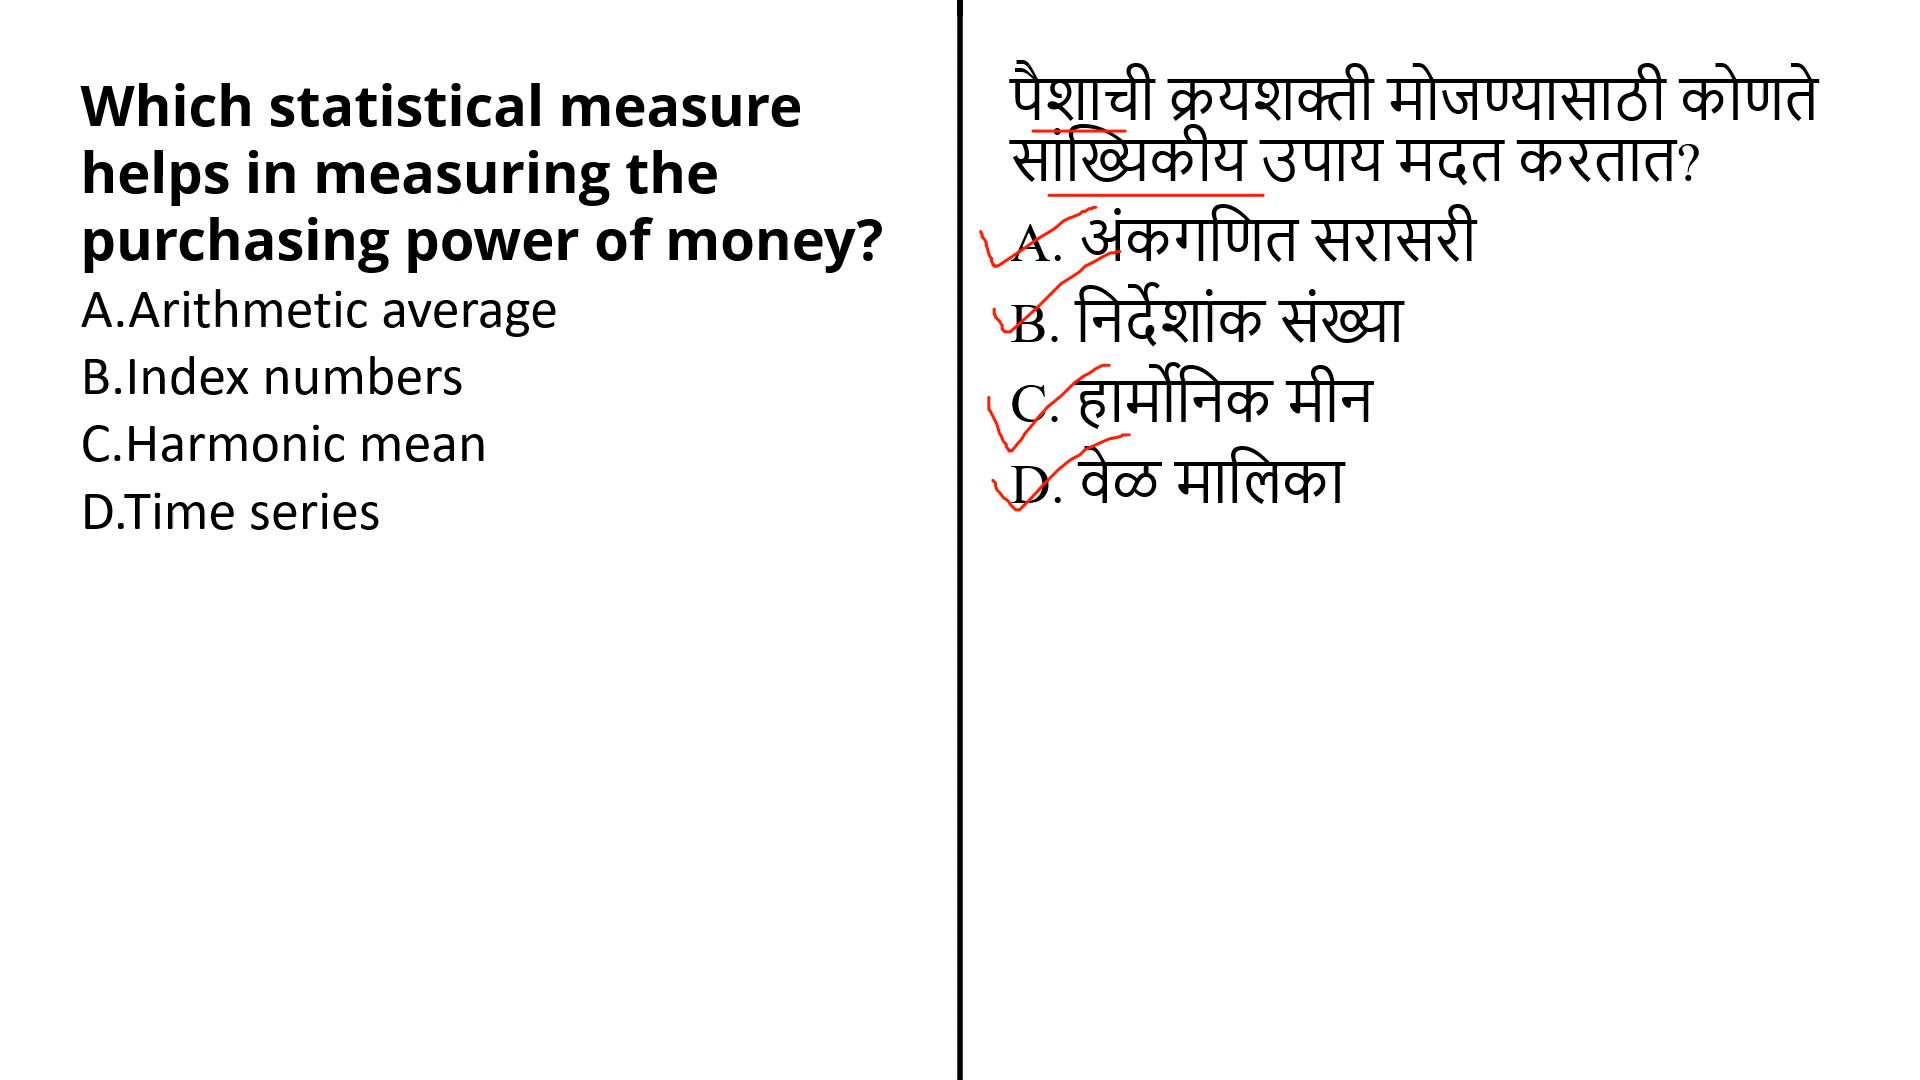 Which statistical measure
helps in measuring the
purchasing power of money?
A.Arithmetic average
B.Index numbers
C.Harmonic mean
D.Time series
पैशाची क्रयशक्ती मोजण्यासाठी कोणते
सांख्यिकीय उपाय मदत करतात?
A. अंकगणित सरासरी
B. निर्देशांक संख्या
C. हार्मोनिक मीन
D. वेळ मालिका